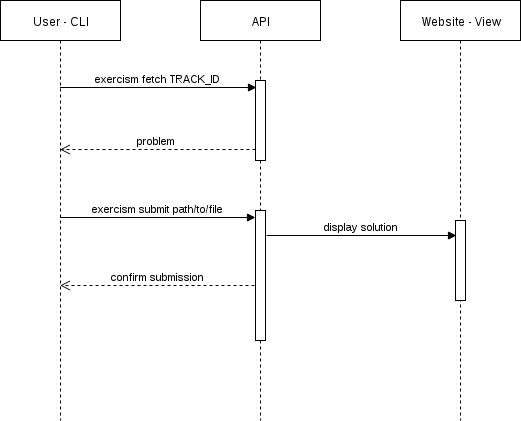 User - CLI
API
Website - View
exercism fetch TRACK_ID
problem
exercism submit path/to/file
display solution
confirm submission